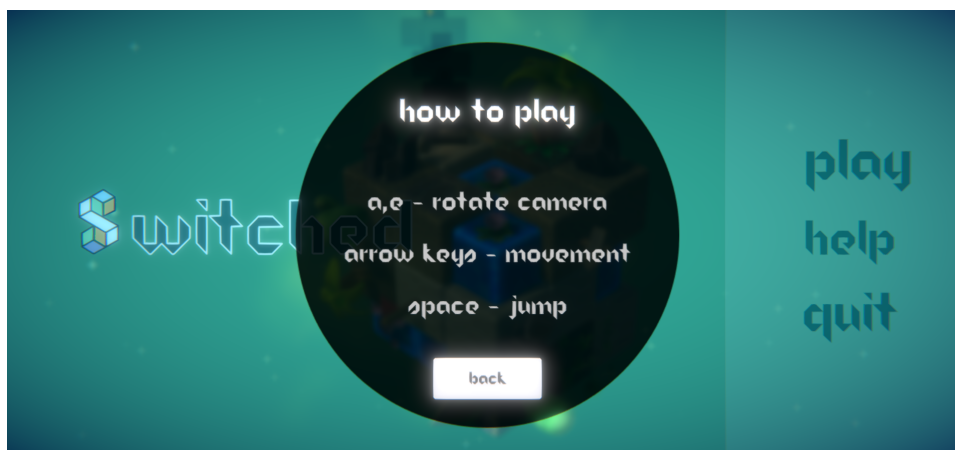 how to play
a,e - rotate camera
arrow keys - movement
space - jump
back
Switched
play
help
quit